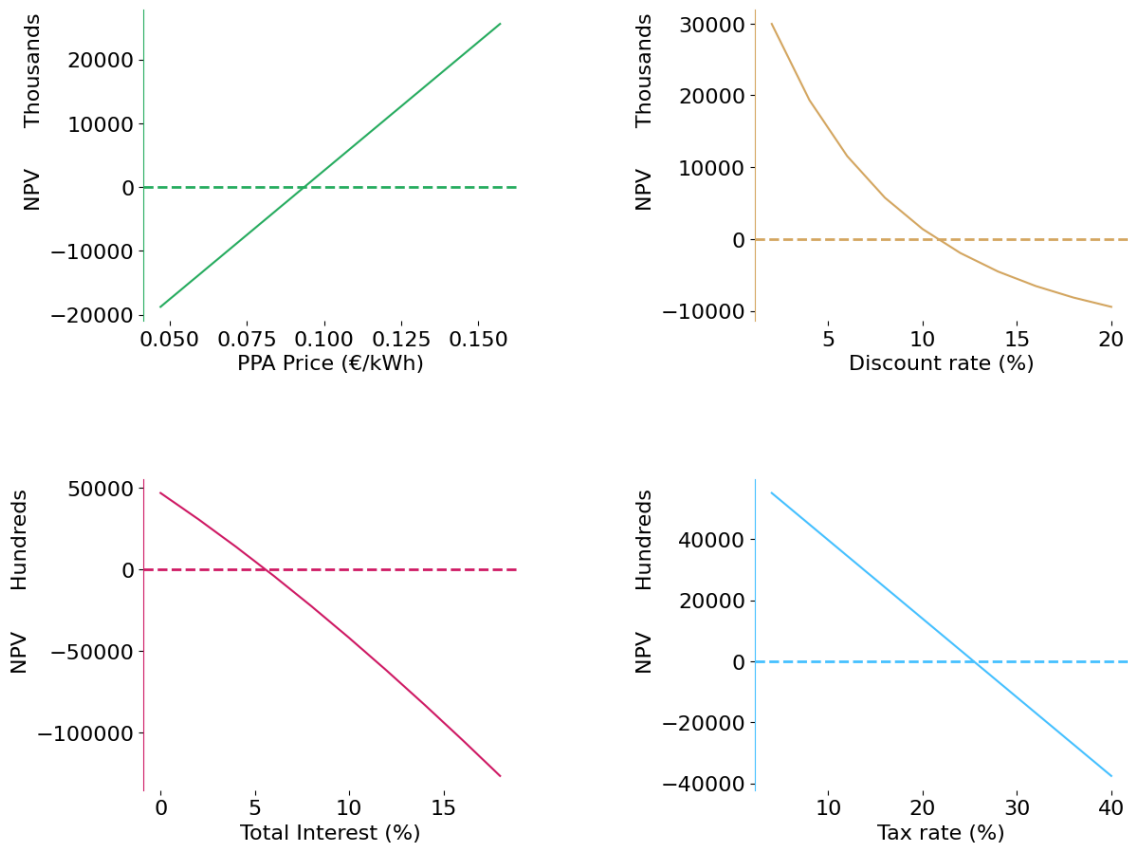 NPV Thousands
20000
10000
0
−10000
−20000
0.050 0.075 0.100 0.125 0.150
PPA Price (€/kWh)
NPV Thousands
30000
20000
10000
0
−10000
5 10 15 20
Discount rate (%)
NPV Hundreds
50000
0
−50000
−100000
0 5 10 15
Total Interest (%)
NPV Hundreds
40000
20000
0
−20000
−40000
10 20 30 40
Tax rate (%)